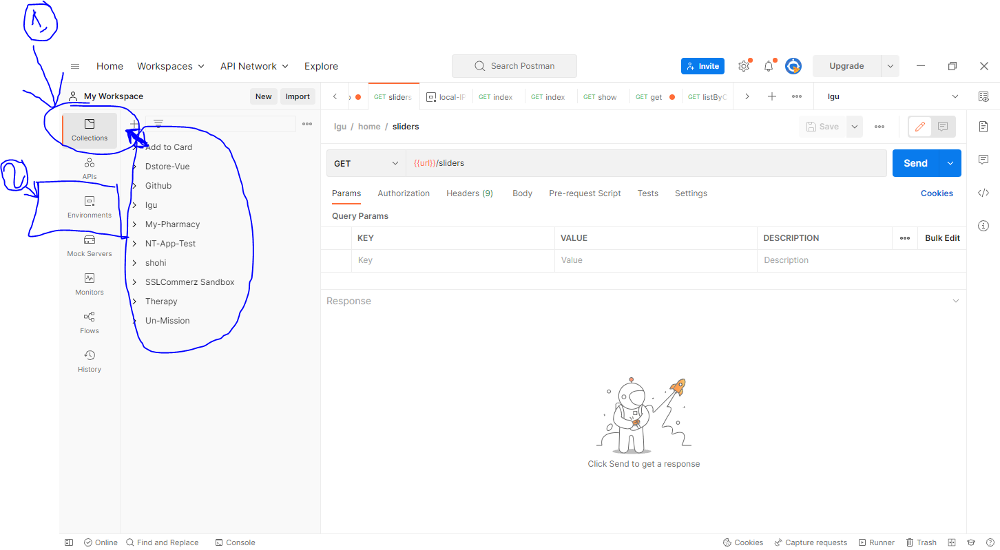 1
Home Workspaces API Network Explore Search Postman Invite Upgrade
My Workspace New Import
GET sliders local-IP GET index GET index GET show GET get GET listByC Igu
Collections
APIs
2
Environments
Mock Servers
Monitors
Flows
History
Add to Card
Dstore-Vue
Github
Igu
My-Pharmacy
NT-App-Test
shohi
SSLCommerz Sandbox
Therapy
Un-Mission
Igu / home / sliders Save
GET {{url}}/sliders Send
Params Authorization Headers (9) Body Pre-request Script Tests Settings Cookies
Query Params
KEY VALUE DESCRIPTION Bulk Edit
Key Value Description
Response
Click Send to get a response
Online Find and Replace Console Cookies Capture requests Runner Trash